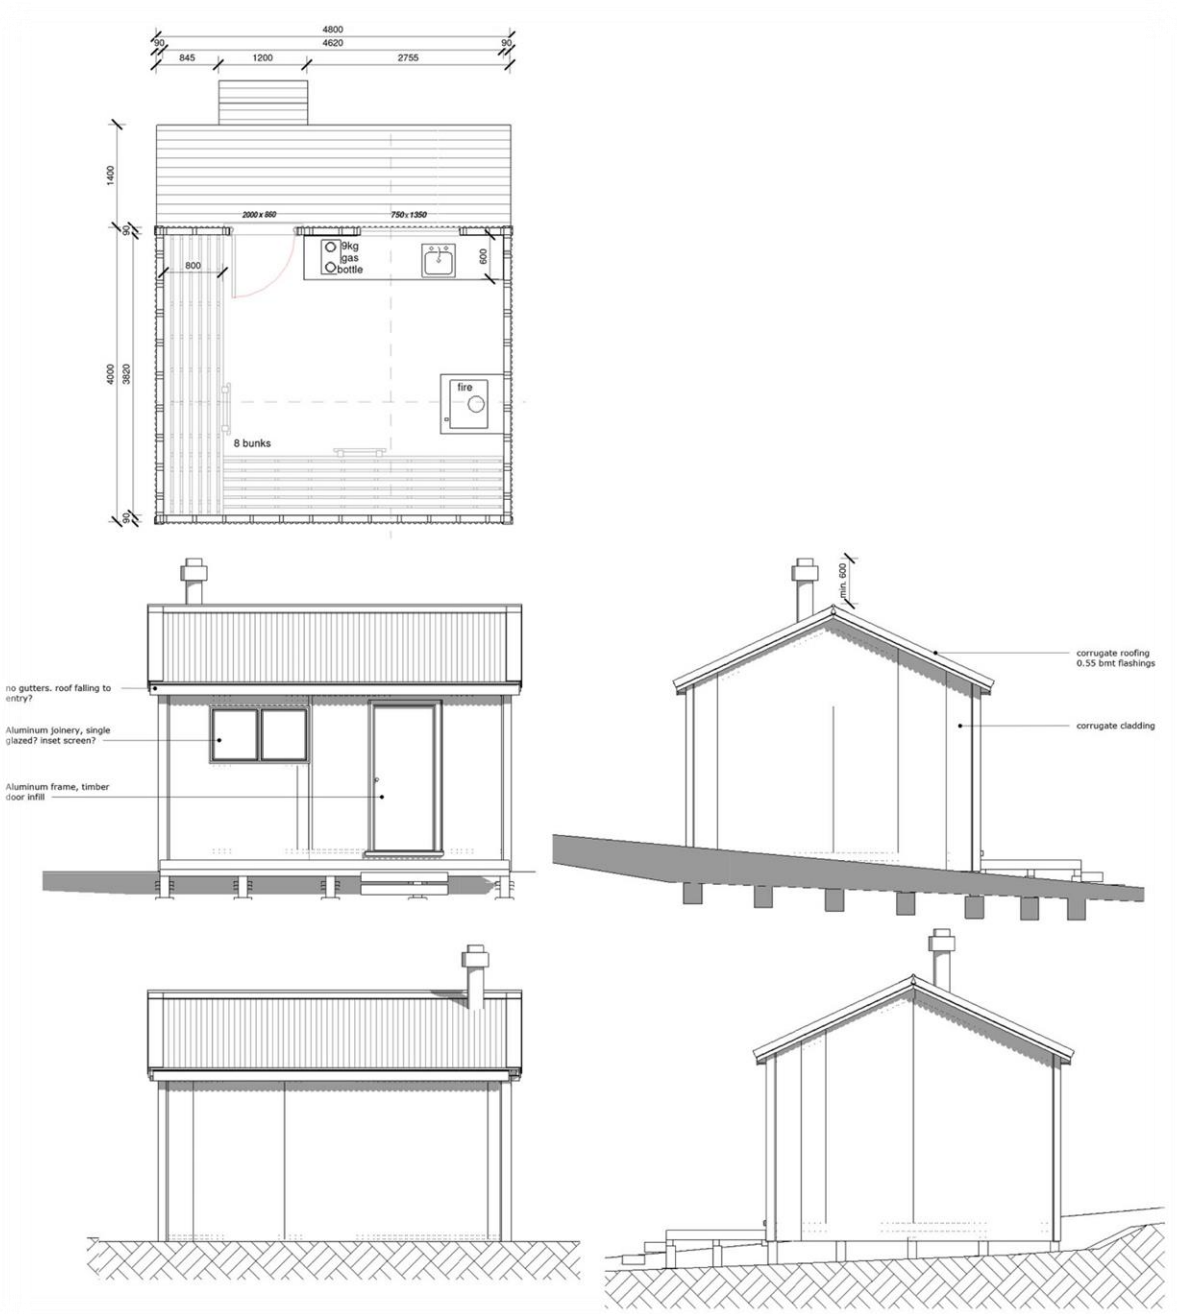 4800
90
4620
90
845
1200
2755
1400
2000 x 860
750 x 1350
90
9kg
gas
bottle
600
800
4000
3820
fire
8 bunks
90
min. 600
corrugate roofing
0.55 bmt flashings
no gutters. roof falling to
entry?
corrugate cladding
Aluminum joinery, single
glazed? inset screen?
Aluminum frame, timber
door infill